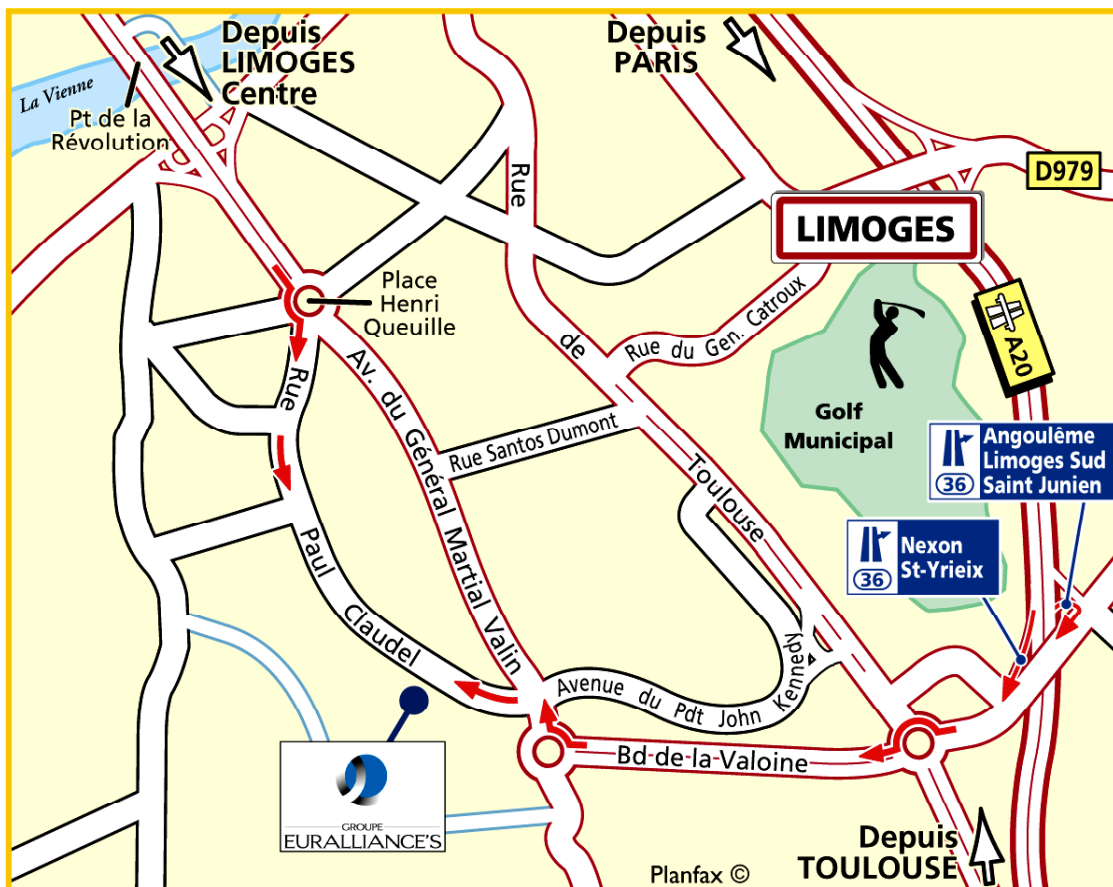 Depuis
LIMOGES
Centre
La Vienne
Pt de la
Révolution
Depuis
PARIS
D979
LIMOGES
Rue
de
Toulouse
Place
Henri
Queuille
Rue du Gen. Catroux
A20
Golf
Municipal
Rue
Paul
Claudel
Av. du Général Martial Valin
Rue Santos Dumont
Angoulême
Limoges Sud
Saint Junien
36
Nexon
St-Yrieix
36
Avenue du Pdt John Kennedy
Bd de la Valoine
GROUPE
EURALLIANCE'S
Depuis
TOULOUSE
Planfax ©